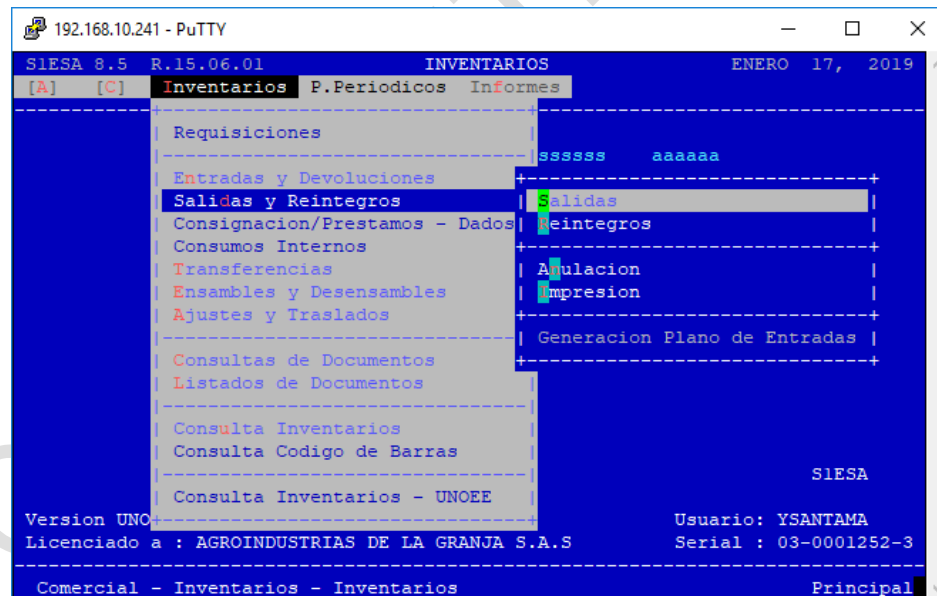 192.168.10.241 - PuTTY
S1ESA 8.5 R.15.06.01 INVENTARIOS ENERO 17, 2019
[A] [C] Inventarios P.Periodicos Informes
Requisiciones
ssssss aaaaaa
Entradas y Devoluciones
Salidas y Reintegros Salidas
Consignacion/Prestamos - Dados Reintegros
Consumos Internos
Transferencias Anulacion
Ensambles y Desensambles Impresion
Ajustes y Traslados
Generacion Plano de Entradas
Consultas de Documentos
Listados de Documentos
Consulta Inventarios
Consulta Codigo de Barras
S1ESA
Consulta Inventarios - UNOEE
Version UNO Usuario: YSANTAMA
Licenciado a : AGROINDUSTRIAS DE LA GRANJA S.A.S Serial : 03-0001252-3
Comercial - Inventarios - Inventarios Principal